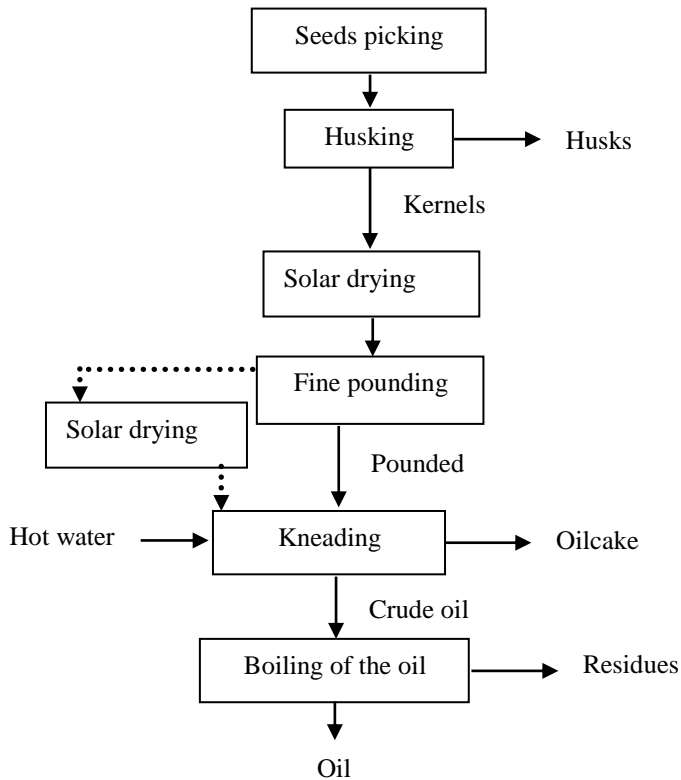 Seeds picking
Husking
Husks
Kernels
Solar drying
Fine pounding
Solar drying
Pounded
Hot water
Kneading
Oilcake
Crude oil
Boiling of the oil
Residues
Oil